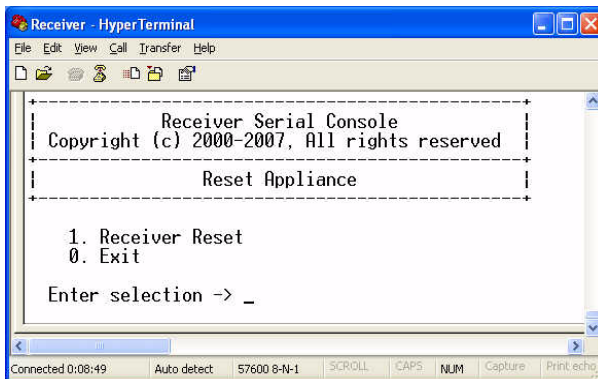 Receiver - HyperTerminal
File Edit View Call Transfer Help
Receiver Serial Console
Copyright (c) 2000-2007, All rights reserved
Reset Appliance
1. Receiver Reset
0. Exit
Enter selection -> _
Connected 0:08:49 Auto detect 57600 8-N-1 SCROLL CAPS NUM Capture Print echo